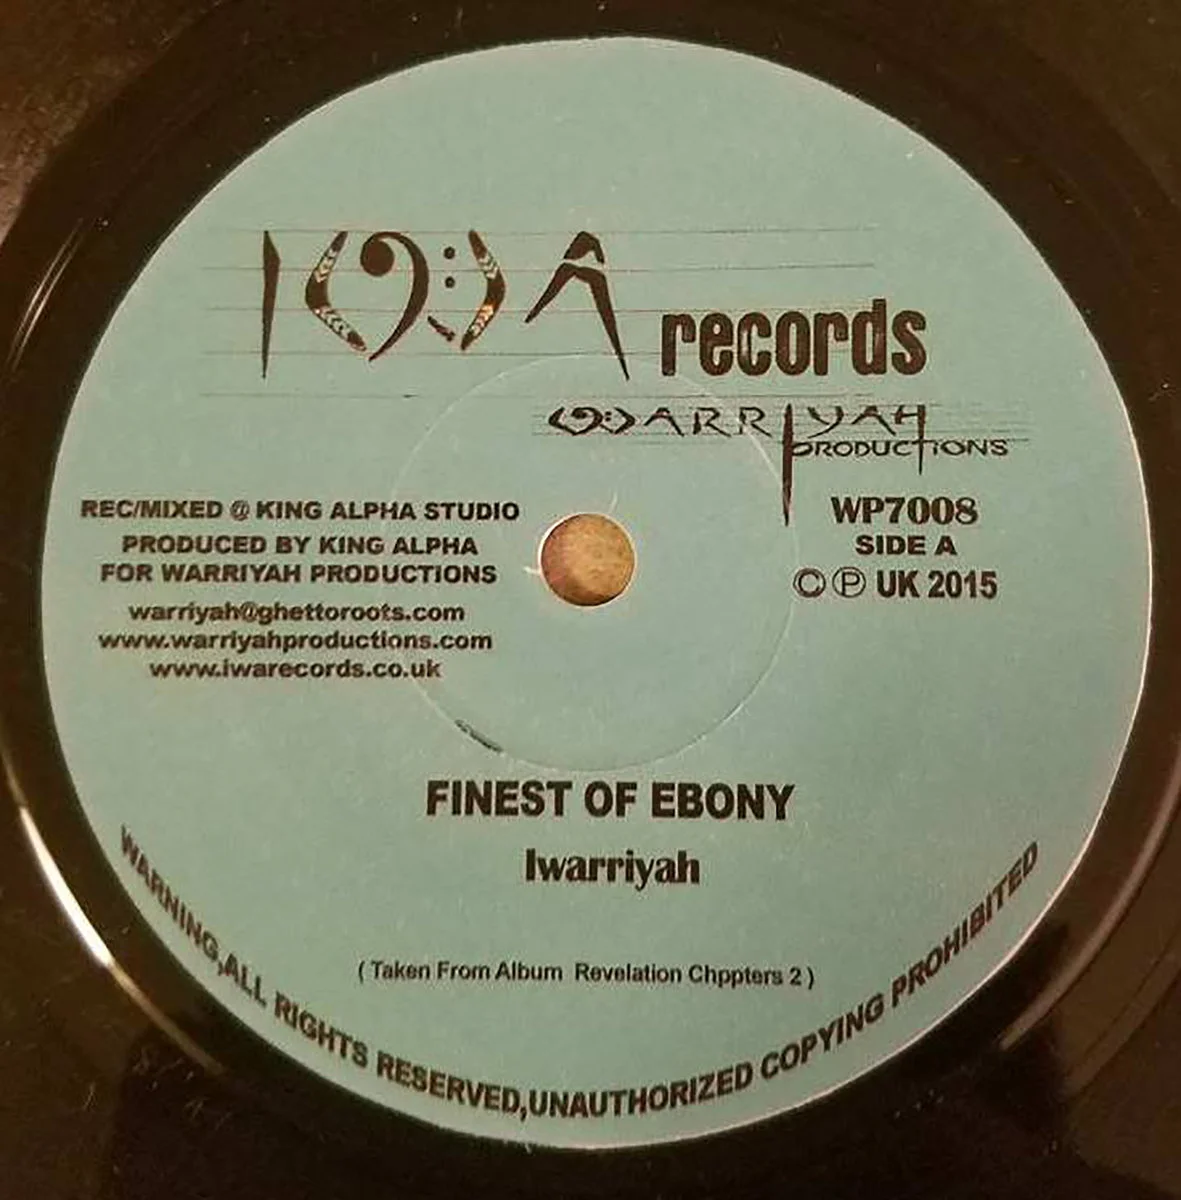 IWA records
WARRIYAH
PRODUCTIONS
REC/MIXED @ KING ALPHA STUDIO
PRODUCED BY KING ALPHA
FOR WARRIYAH PRODUCTIONS
warriyah@ghettoroots.com
www.warriyahproductions.com
www.iwarecords.co.uk
WP7008
SIDE A
©℗ UK 2015
FINEST OF EBONY
Iwarriyah
( Taken From Album Revelation Chppters 2 )
WARNING,ALL RIGHTS RESERVED,UNAUTHORIZED COPYING PROHIBITED